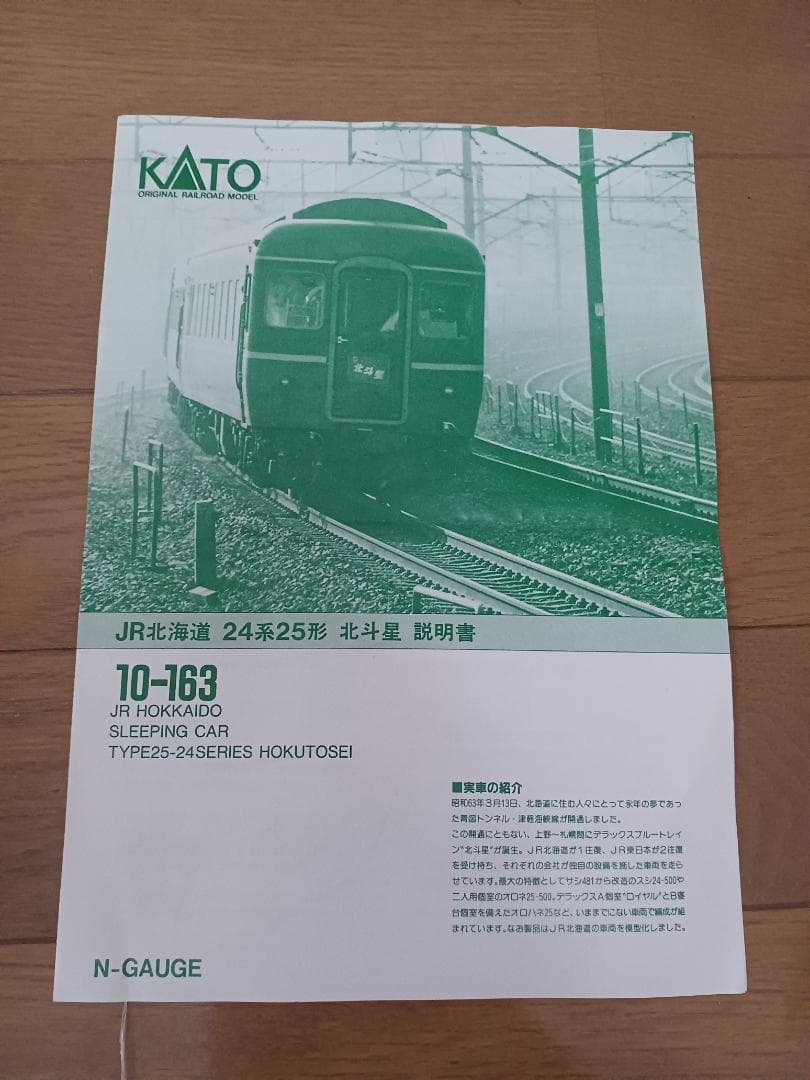 KATO
ORIGINAL RAILROAD MODEL
北斗星
JR北海道 24系25形 北斗星 説明書
10-163
JR HOKKAIDO
SLEEPING CAR
TYPE25-24SERIES HOKUTOSEI
■実車の紹介
昭和63年3月13日、北海道に住む人々にとって永年の夢であっ
た青函トンネル・津軽海峡線が開通しました。
この開通にともない、上野〜札幌間にデラックスブルートレイ
ン“北斗星”が誕生。JR北海道が1往復、JR東日本が2往復
を受け持ち、それぞれの会社が独自の設備を施した車両を走ら
せています。最大の特徴としてサシ481から改造のスシ24-500や
二人用個室のオロネ25-500。デラックスA個室“ロイヤル”とB寝
台個室を備えたオロハネ25など、いままでにない車両で編成が組
まれています。なお製品はJR北海道の車両を模型化しました。
N-GAUGE